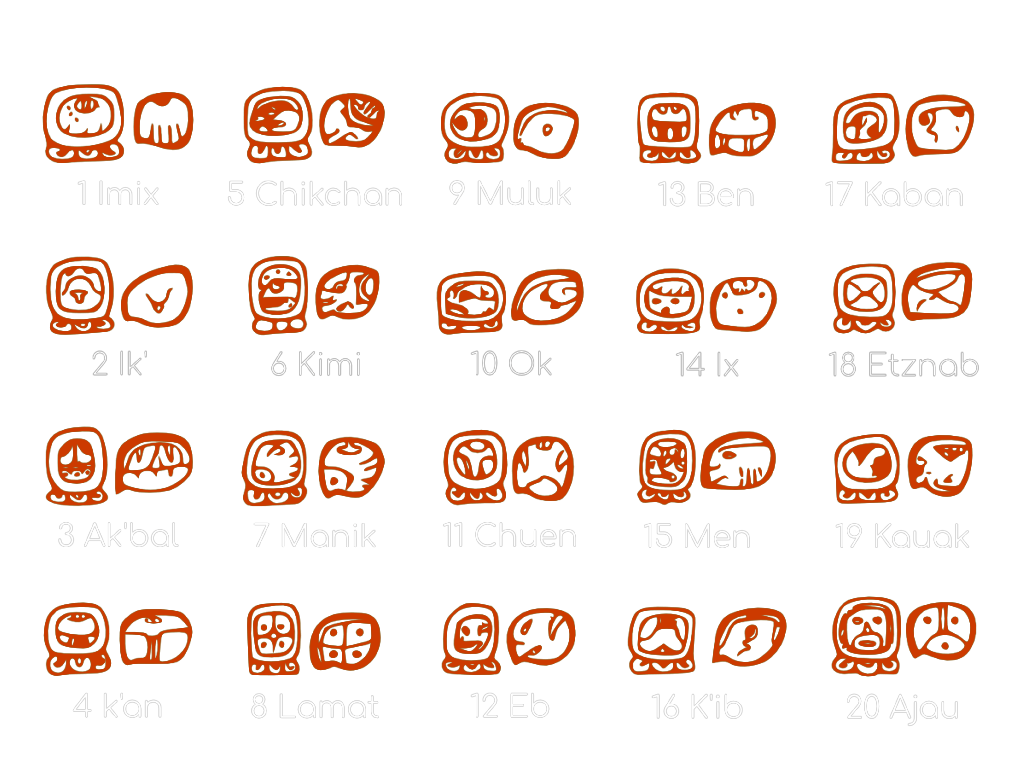 1 Imix 5 Chikchan 9 Muluk 13 Ben 17 Kaban
2 Ik' 6 Kimi 10 Ok 14 Ix 18 Etznab
3 Ak'bal 7 Manik 11 Chuen 15 Men 19 Kauak
4 k'an 8 Lamat 12 Eb 16 K'ib 20 Ajau